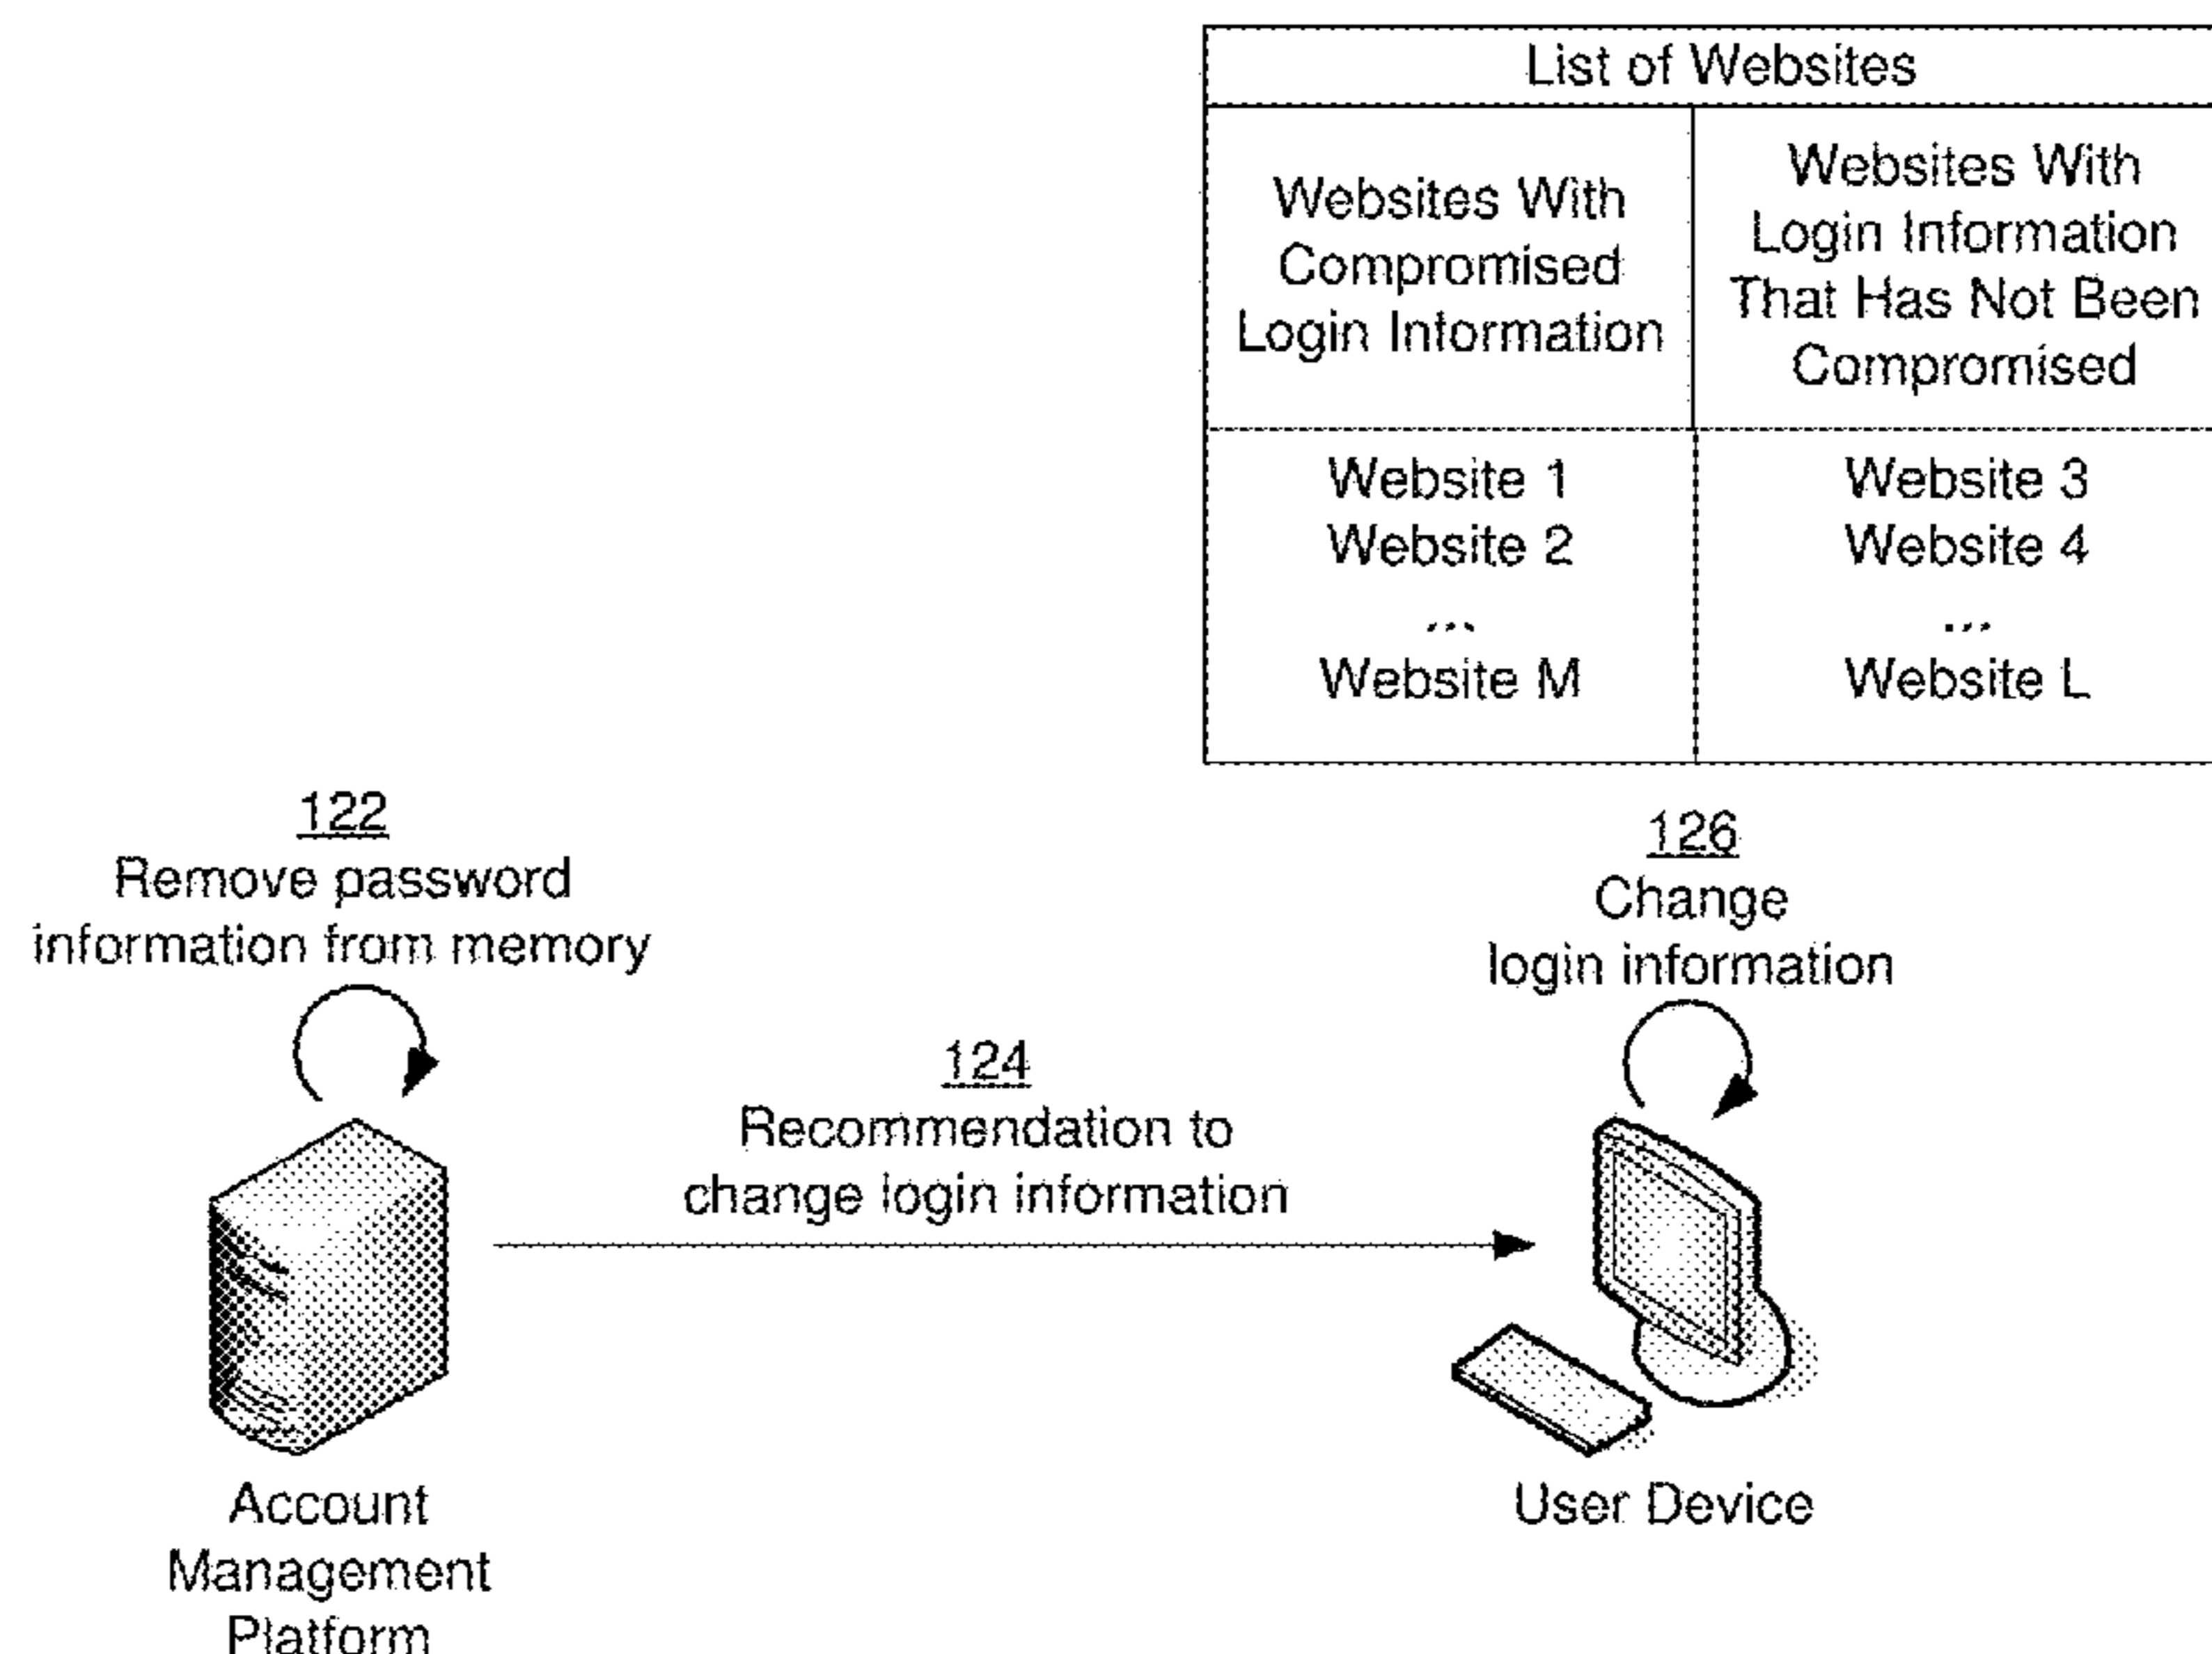 List of Websites
Websites With
Compromised
Login Information
Websites With
Login Information
That Has Not Been
Compromised
Website 1
Website 2
...
Website M
Website 3
Website 4
...
Website L
122
Remove password
information from memory
124
Recommendation to
change login information
126
Change
login information
Account
Management
Platform
User Device